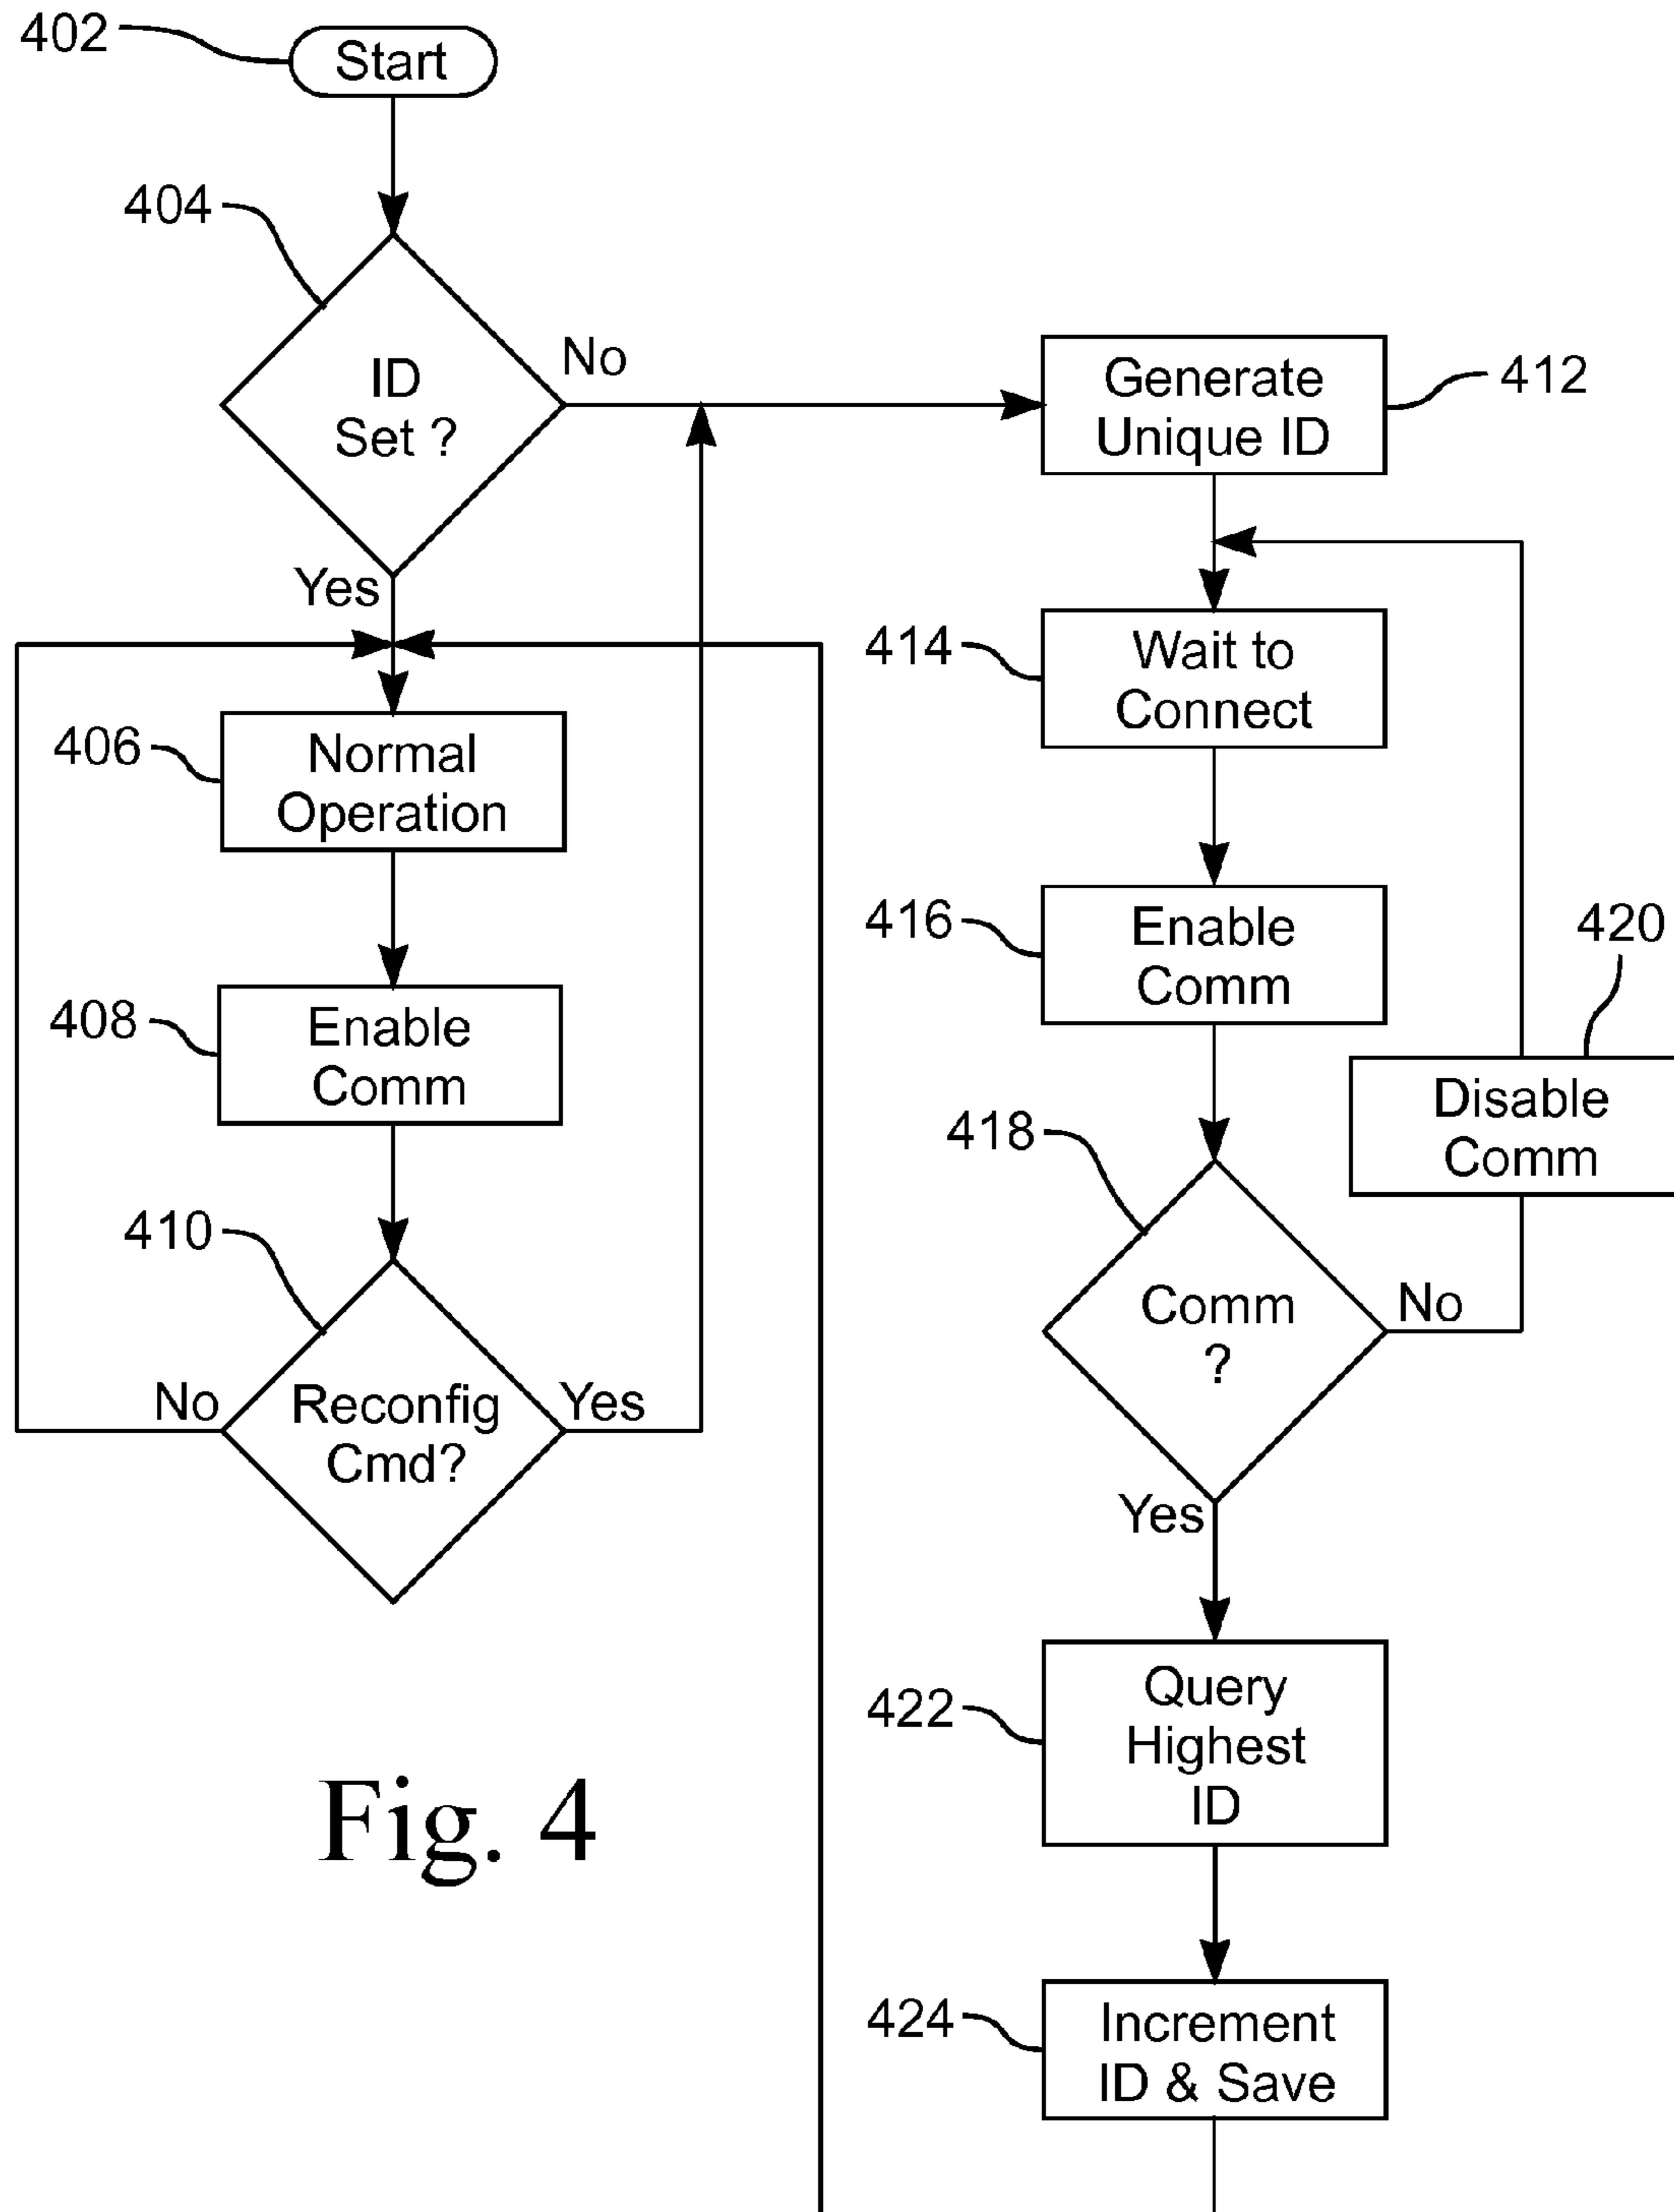 402
Start
404
ID
Set ?
No
Yes
406
Normal
Operation
408
Enable
Comm
410
Reconfig
Cmd?
No
Yes
Generate
Unique ID
412
414
Wait to
Connect
416
Enable
Comm
420
Disable
Comm
418
Comm
?
No
Yes
422
Query
Highest
ID
424
Increment
ID & Save
Fig. 4